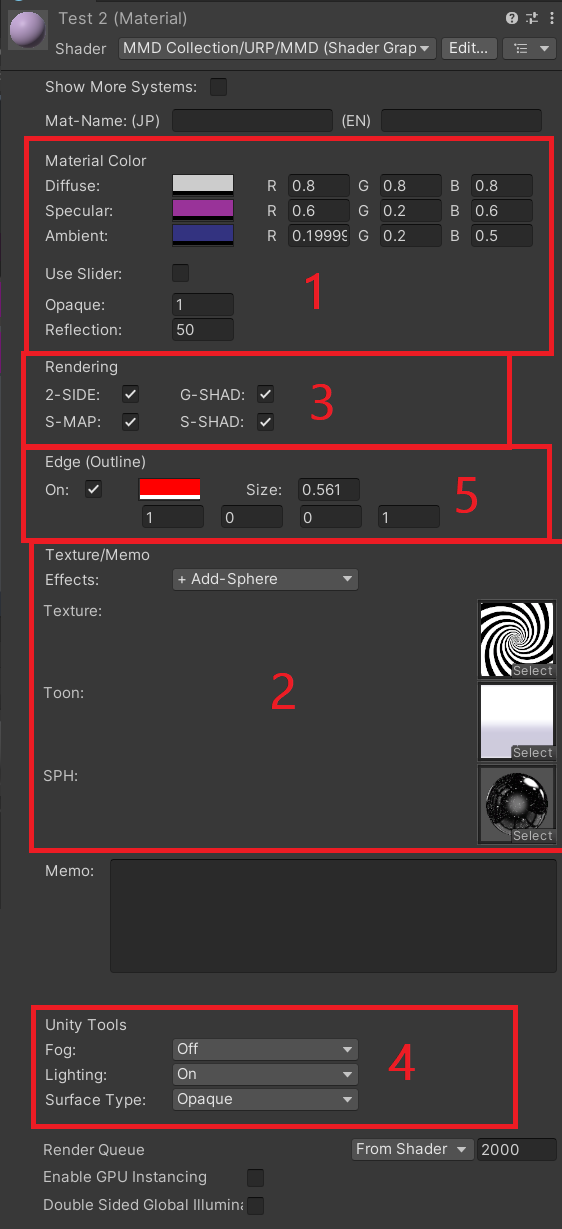 Test 2 (Material)
Shader MMD Collection/URP/MMD (Shader Grap Edit...
Show More Systems:
Mat-Name: (JP) (EN)
Material Color
Diffuse: R 0.8 G 0.8 B 0.8
Specular: R 0.6 G 0.2 B 0.6
Ambient: R 0.19999 G 0.2 B 0.5
Use Slider:
1
Opaque: 1
Reflection: 50
Rendering
2-SIDE: G-SHAD:
3
S-MAP: S-SHAD:
Edge (Outline)
On: Size: 0.561
5
1 0 0 1
Texture/Memo
Effects: + Add-Sphere
Texture:
Select
2
Toon:
Select
SPH:
Select
Memo:
Unity Tools
Fog: Off
4
Lighting: On
Surface Type: Opaque
Render Queue From Shader 2000
Enable GPU Instancing
Double Sided Global Illumina